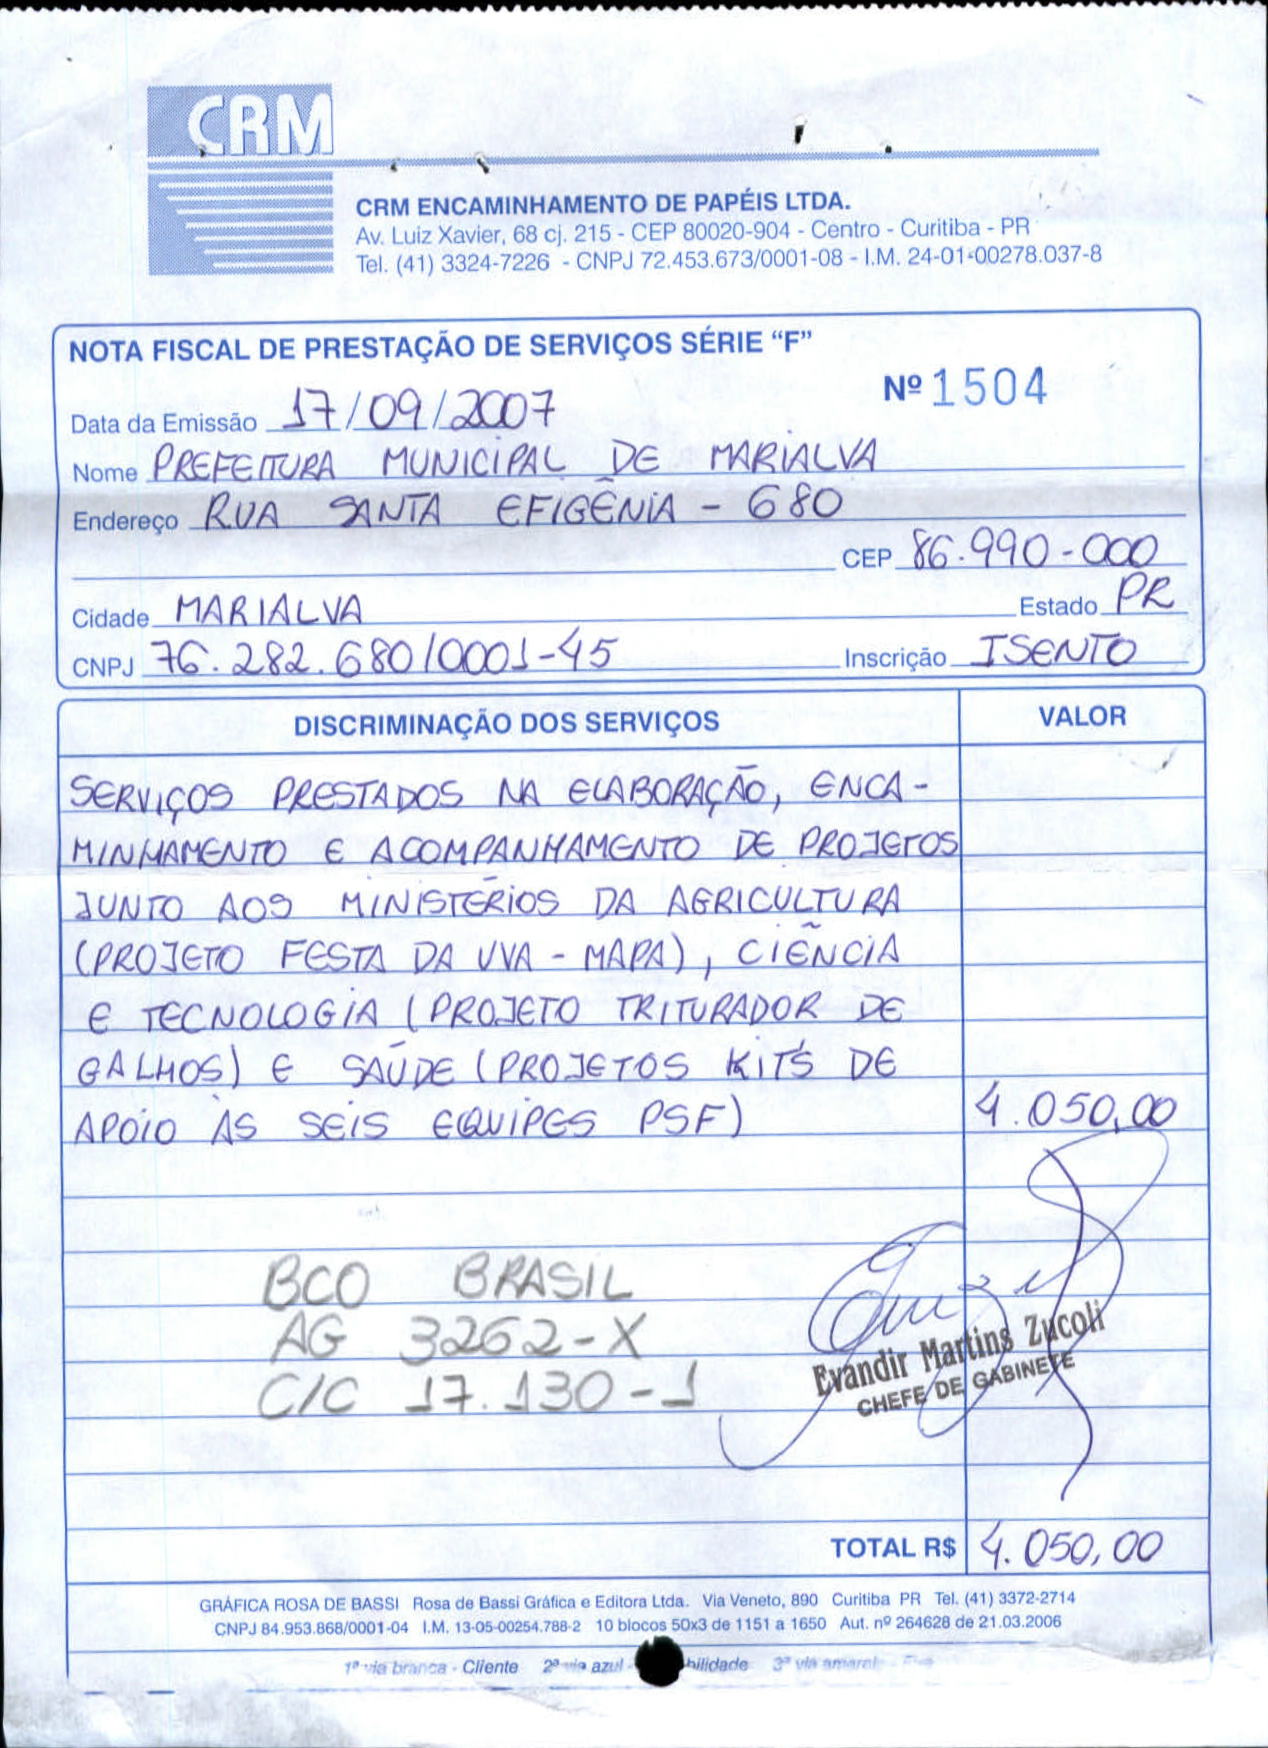 CRM
CRM ENCAMINHAMENTO DE PAPÉIS LTDA.
Av. Luiz Xavier, 68 cj. 215 - CEP 80020-904 - Centro - Curitiba - PR
Tel. (41) 3324-7226 - CNPJ 72.453.673/0001-08 - I.M. 24-01-00278.037-8
NOTA FISCAL DE PRESTAÇÃO DE SERVIÇOS SÉRIE “F”
Nº 1504
Data da Emissão 17/09/2007
Nome PREFEITURA MUNICIPAL DE MARIALVA
Endereço RUA SANTA EFIGÊNIA - 680
CEP 86.990-000
Cidade MARIALVA Estado PR
CNPJ 76.282.680/0001-45 Inscrição ISENTO
DISCRIMINAÇÃO DOS SERVIÇOS VALOR
SERVIÇOS PRESTADOS NA ELABORAÇÃO, ENCA-
MINHAMENTO E ACOMPANHAMENTO DE PROJETOS
JUNTO AOS MINISTÉRIOS DA AGRICULTURA
(PROJETO FESTA DA UVA - MAPA), CIÊNCIA
E TECNOLOGIA (PROJETO TRITURADOR DE
GALHOS) E SAÚDE (PROJETOS KIT'S DE
APOIO ÀS SEIS EQUIPES PSF) 4.050,00
BCO BRASIL
AG 3262-X
C/C 17.130-1
Evandir Martins Zucoli
CHEFE DE GABINETE
TOTAL R$ 4.050,00
GRÁFICA ROSA DE BASSI Rosa de Bassi Gráfica e Editora Ltda. Via Veneto, 890 Curitiba PR Tel. (41) 3372-2714
CNPJ 84.953.868/0001-04 I.M. 13-05-00254.788-2 10 blocos 50x3 de 1151 a 1650 Aut. nº 264628 de 21.03.2006
1ª via branca - Cliente 2ª via azul - bilidade 3ª via amarel